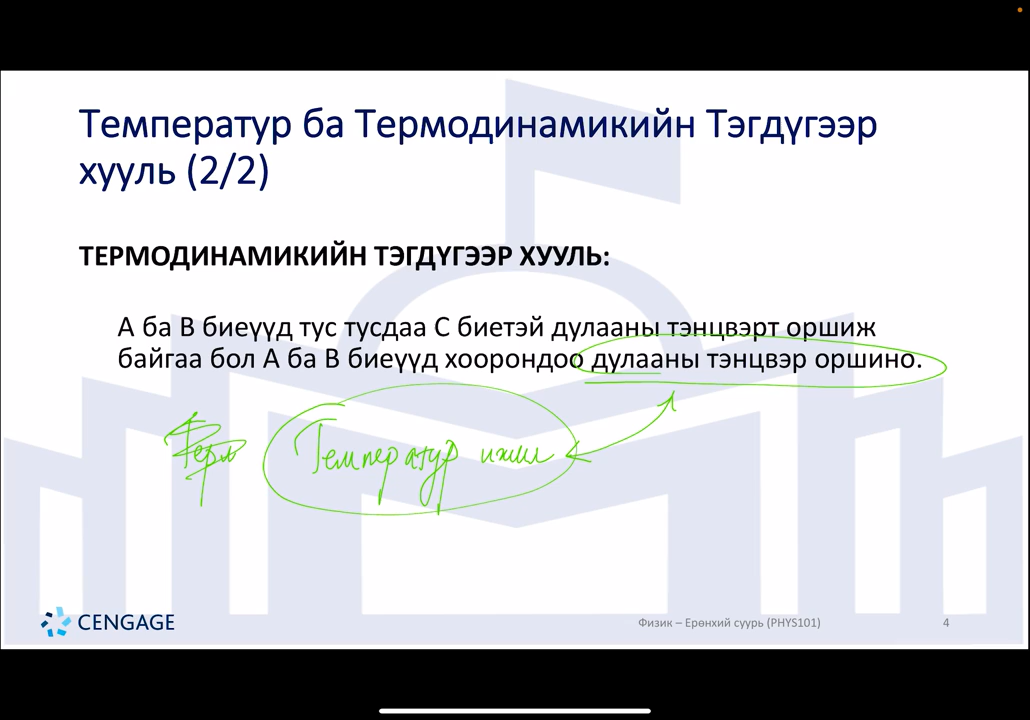 Температур ба Термодинамикийн Тэгдүгээр
хууль (2/2)
ТЕРМОДИНАМИКИЙН ТЭГДҮГЭЭР ХУУЛЬ:
А ба В биеүүд тус тусдаа С биетэй дулааны тэнцвэрт оршиж
байгаа бол А ба В биеүүд хоорондоо дулааны тэнцвэр оршино.
Температур ижил
CENGAGE
Физик – Ерөнхий суурь (PHYS101)
4